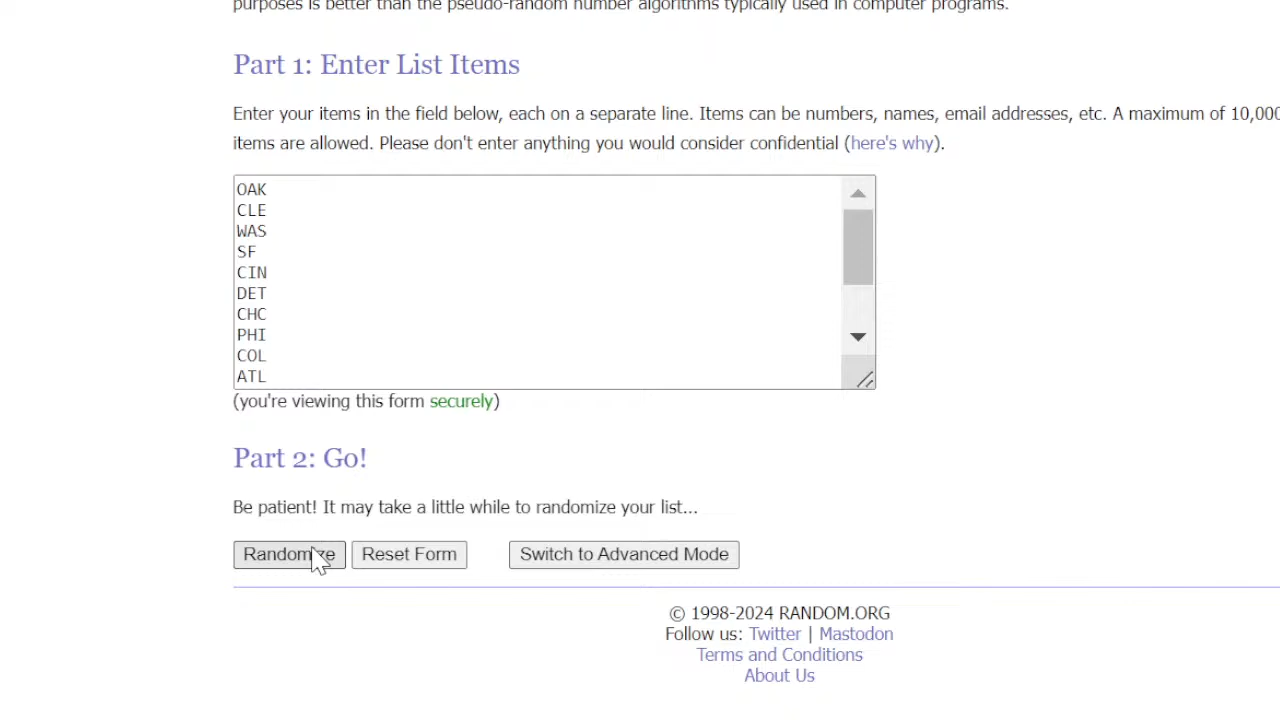 purposes is better than the pseudo-random number algorithms typically used in computer programs.
Part 1: Enter List Items
Enter your items in the field below, each on a separate line. Items can be numbers, names, email addresses, etc. A maximum of 10,000
items are allowed. Please don't enter anything you would consider confidential (here's why).
OAK
CLE
WAS
SF
CIN
DET
CHC
PHI
COL
ATL
(you're viewing this form securely)
Part 2: Go!
Be patient! It may take a little while to randomize your list...
Randomize Reset Form Switch to Advanced Mode
© 1998-2024 RANDOM.ORG
Follow us: Twitter | Mastodon
Terms and Conditions
About Us